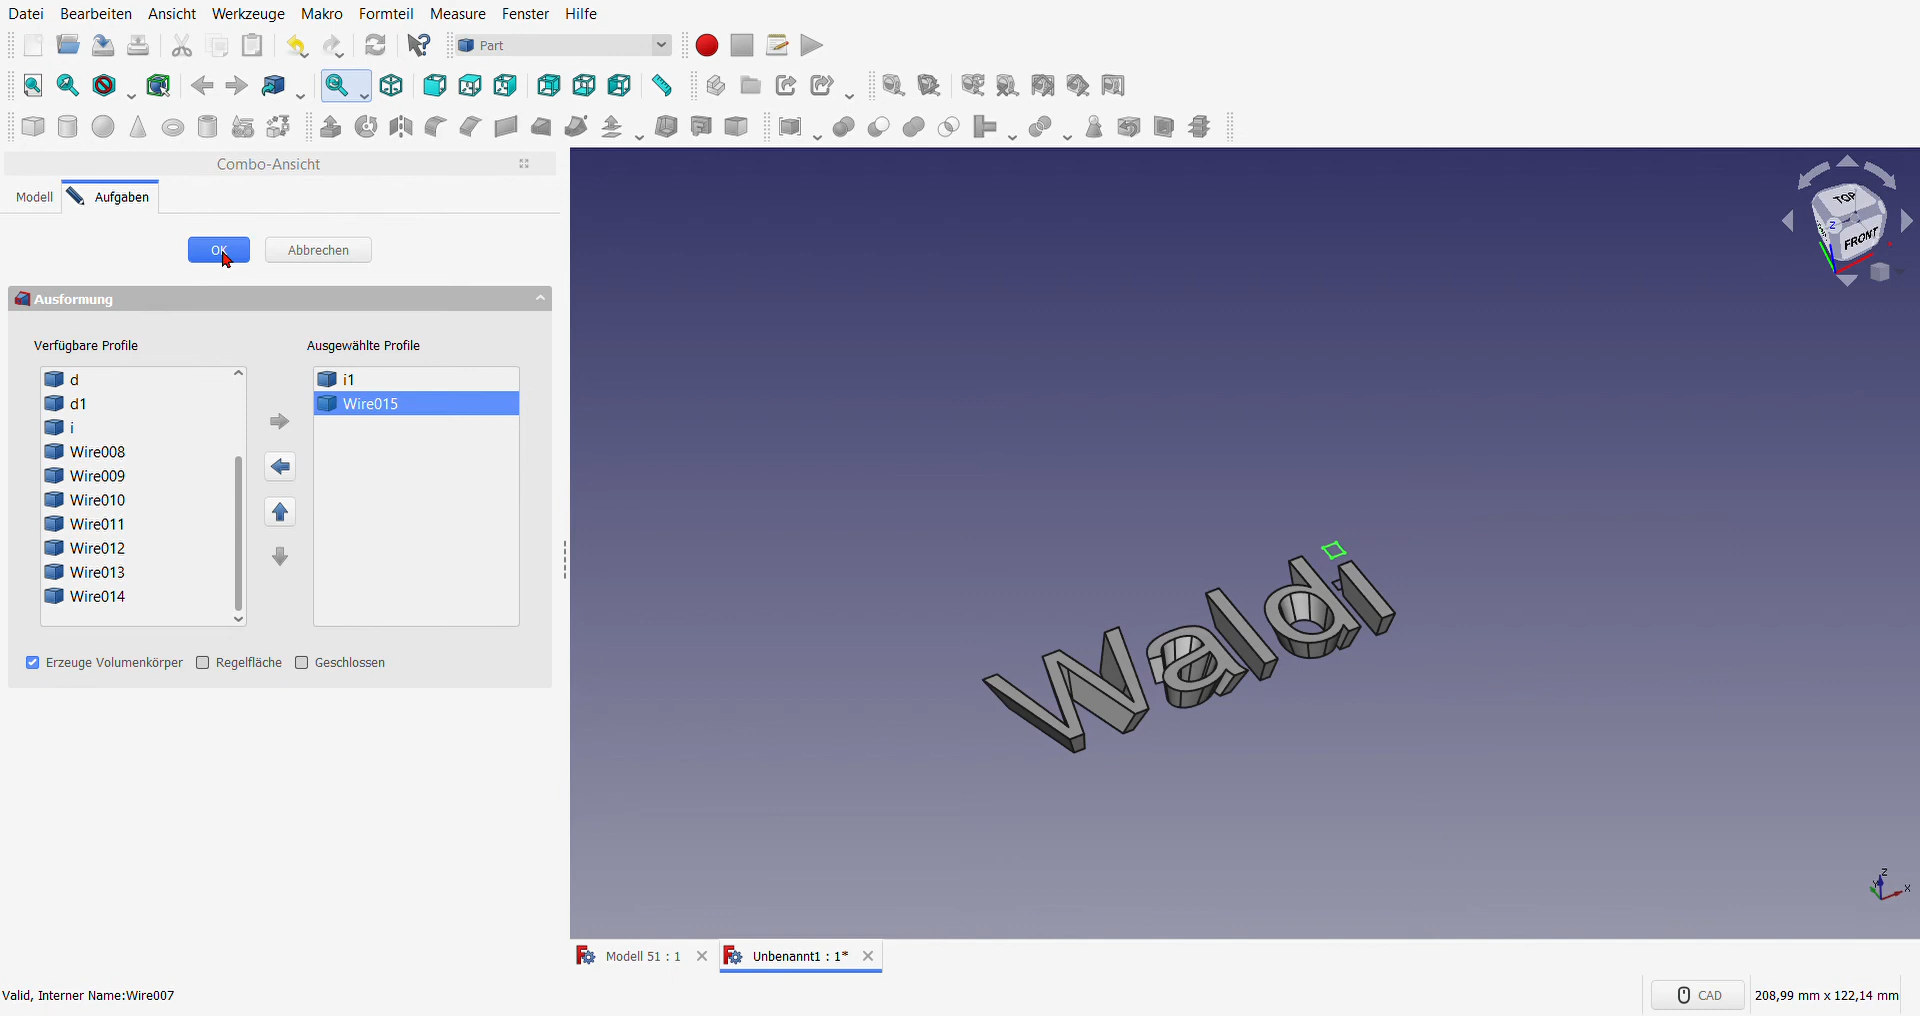 Datei Bearbeiten Ansicht Werkzeuge Makro Formteil Measure Fenster Hilfe
Part
Combo-Ansicht
Modell Aufgaben
OK Abbrechen
Ausformung
Verfügbare Profile Ausgewählte Profile
d i1
d1 Wire015
i
Wire008
Wire009
Wire010
Wire011
Wire012
Wire013
Wire014
Erzeuge Volumenkörper Regelfläche Geschlossen
TOP
Z
FRONT
Waldi
Z
Y
X
Modell 51 : 1 Unbenannt1 : 1*
Valid, Interner Name:Wire007 CAD 208,99 mm x 122,14 mm